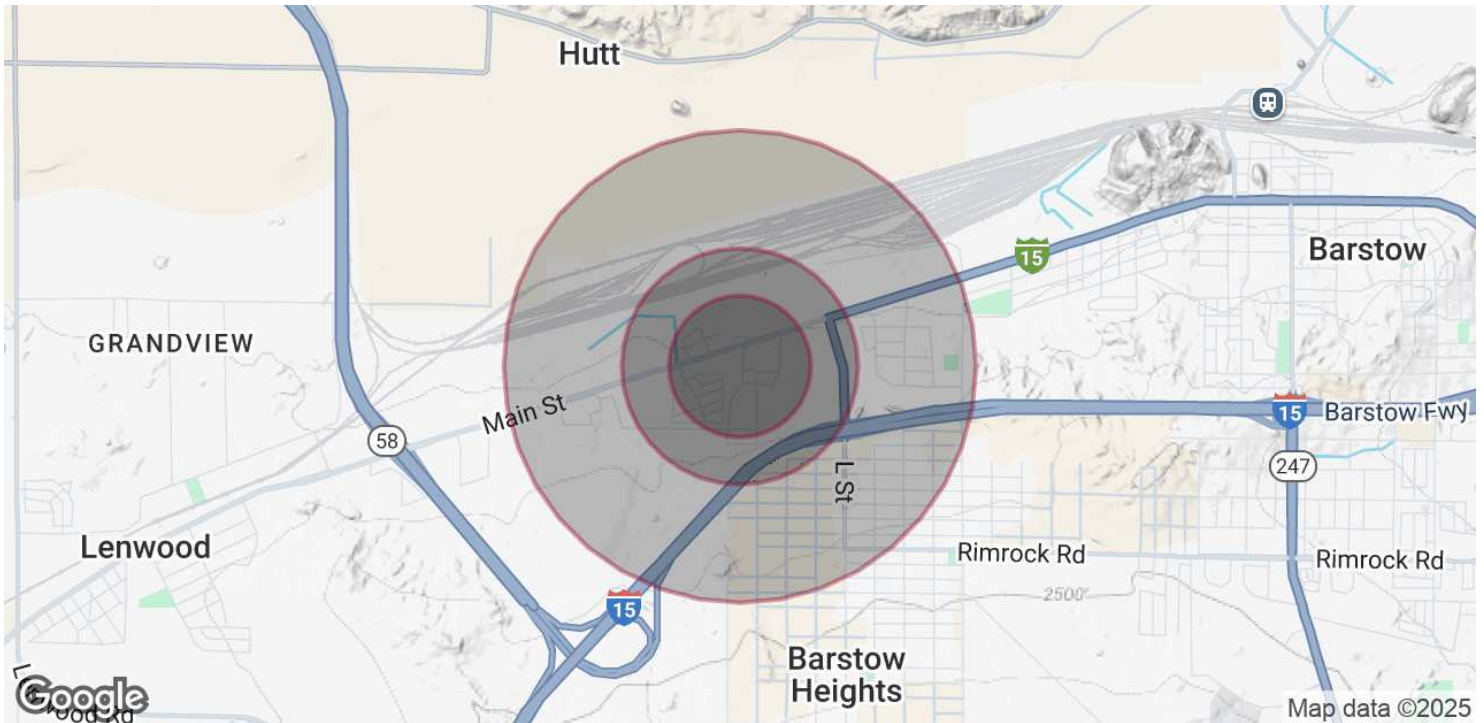 Hutt
15
Barstow
GRANDVIEW
Main St
58
15
Barstow Fwy
247
L St
Lenwood
Rimrock Rd
Rimrock Rd
2500'
15
Barstow
Heights
Google
Map data ©2025